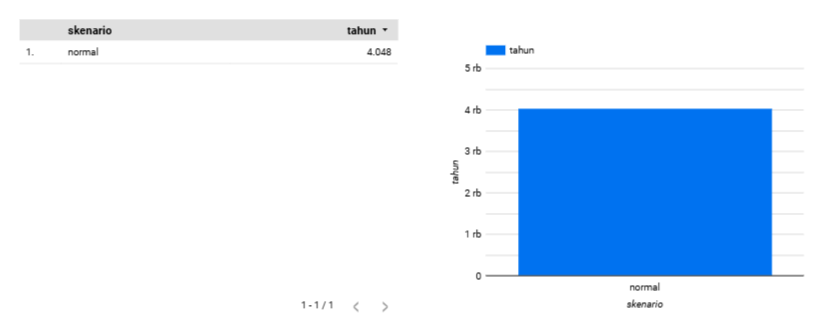 skenario tahun
1. normal 4.048
1 - 1 / 1
tahun
5 rb
4 rb
3 rb
2 rb
1 rb
0
tahun
normal
skenario